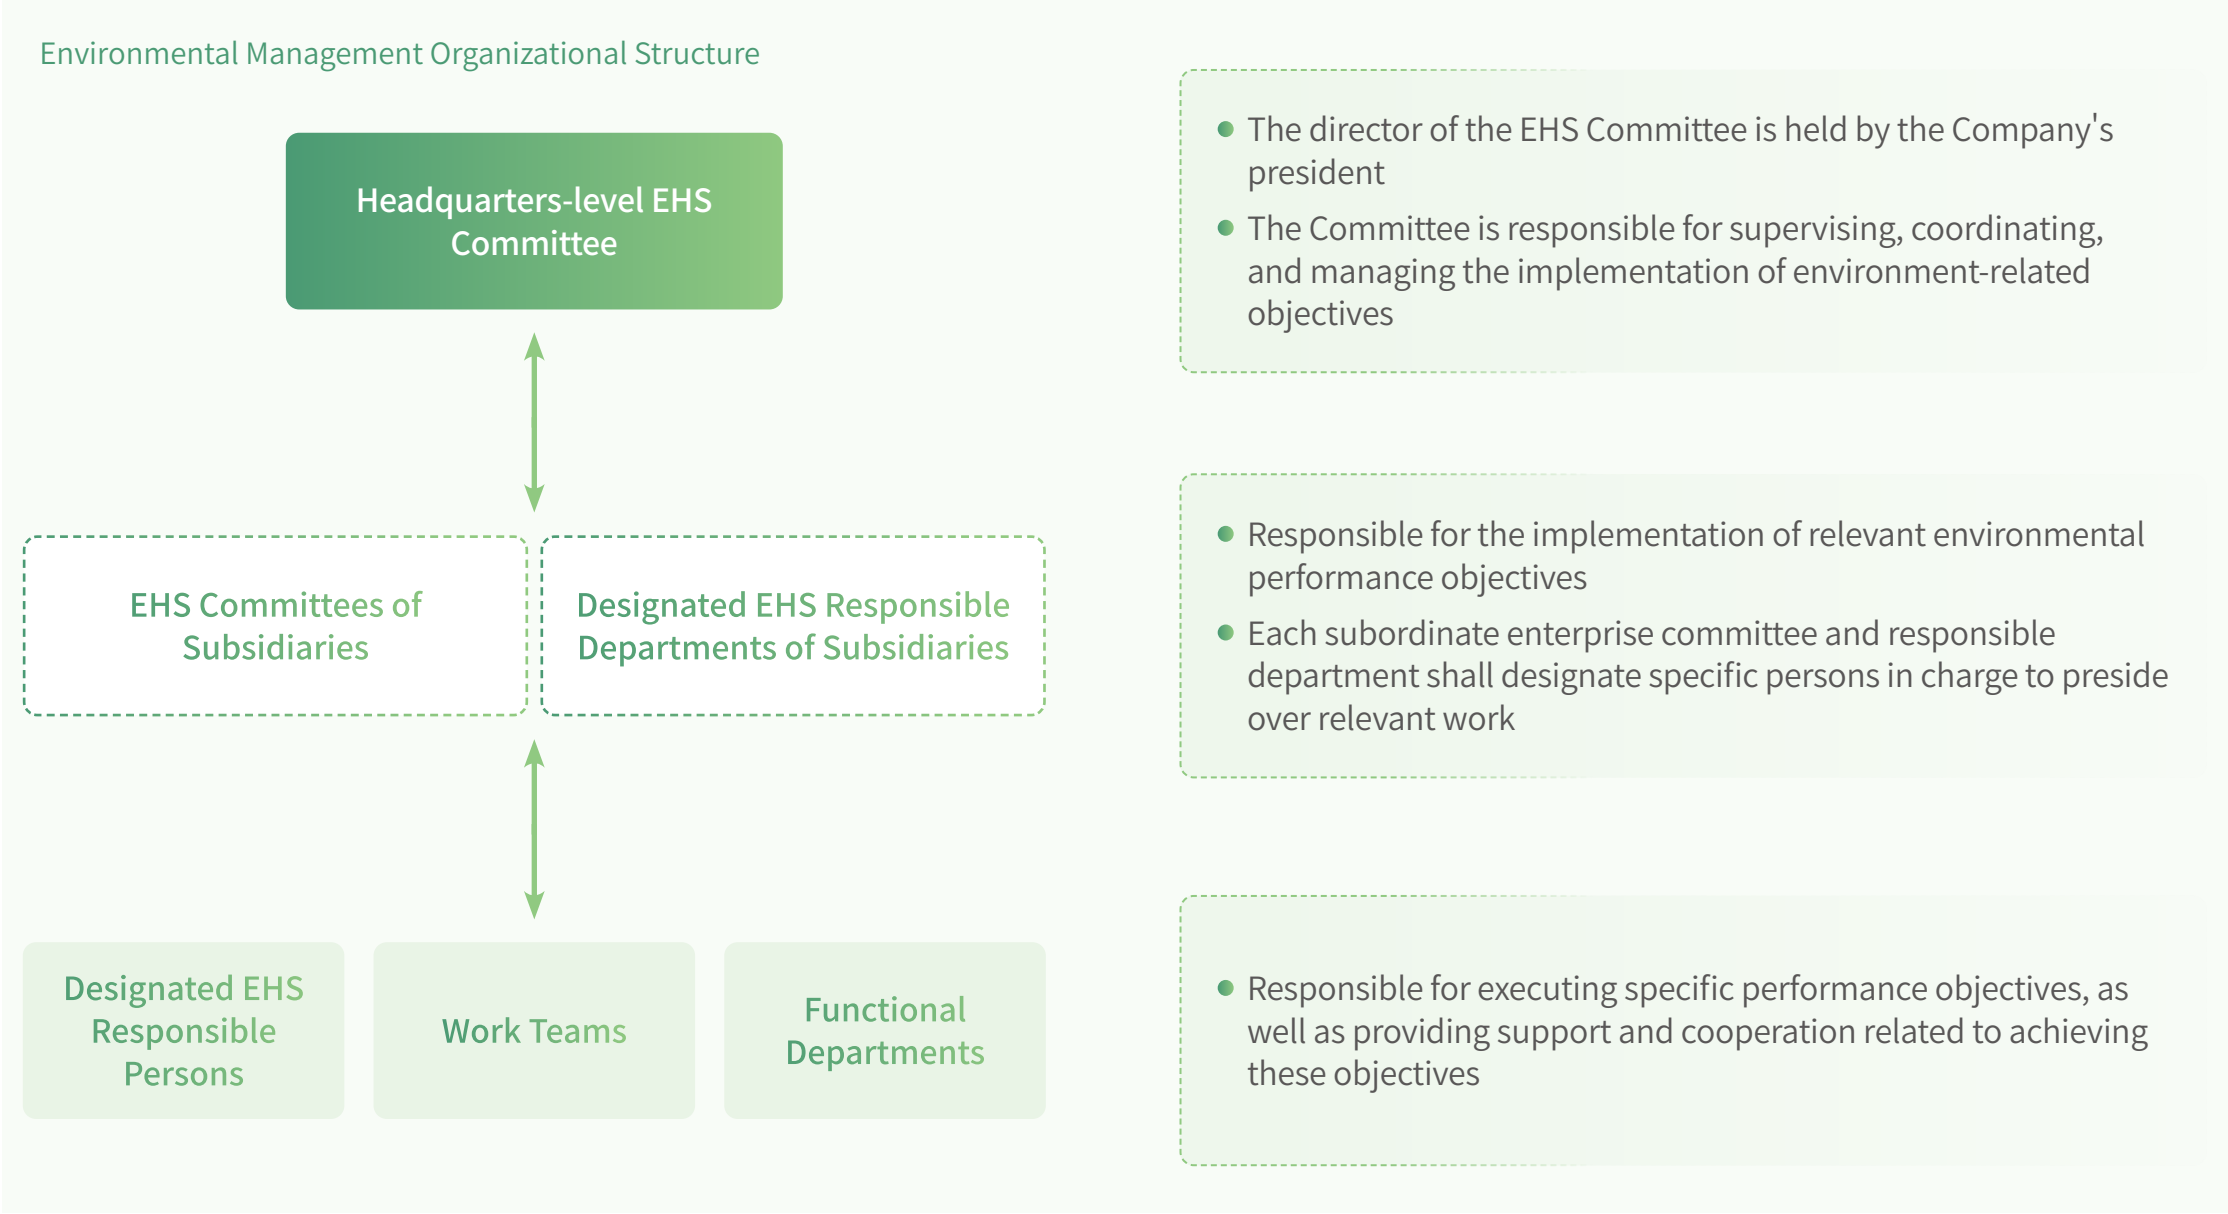 Environmental Management Organizational Structure
Headquarters-level EHS
Committee
● The director of the EHS Committee is held by the Company's
president
● The Committee is responsible for supervising, coordinating,
and managing the implementation of environment-related
objectives
EHS Committees of
Subsidiaries
Designated EHS Responsible
Departments of Subsidiaries
● Responsible for the implementation of relevant environmental
performance objectives
● Each subordinate enterprise committee and responsible
department shall designate specific persons in charge to preside
over relevant work
Designated EHS
Responsible
Persons
Work Teams
Functional
Departments
● Responsible for executing specific performance objectives, as
well as providing support and cooperation related to achieving
these objectives